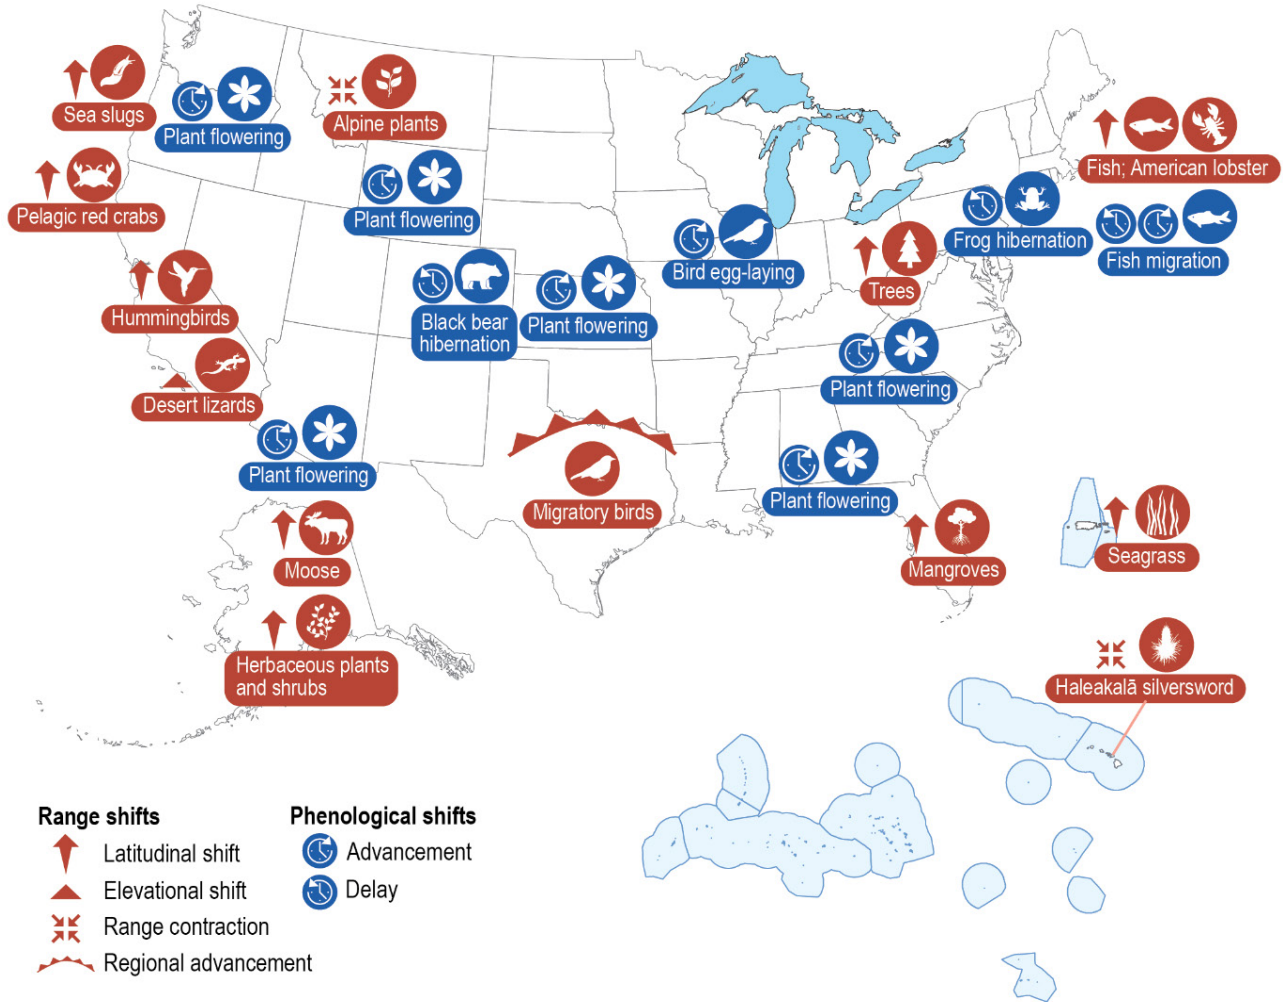 Sea slugs
Plant flowering
Alpine plants
Fish; American lobster
Pelagic red crabs
Plant flowering
Frog hibernation
Fish migration
Bird egg-laying
Trees
Hummingbirds
Black bear
hibernation
Plant flowering
Desert lizards
Plant flowering
Plant flowering
Migratory birds
Plant flowering
Mangroves
Seagrass
Moose
Herbaceous plants
and shrubs
Haleakalā silversword
Range shifts
Latitudinal shift
Elevational shift
Range contraction
Regional advancement
Phenological shifts
Advancement
Delay